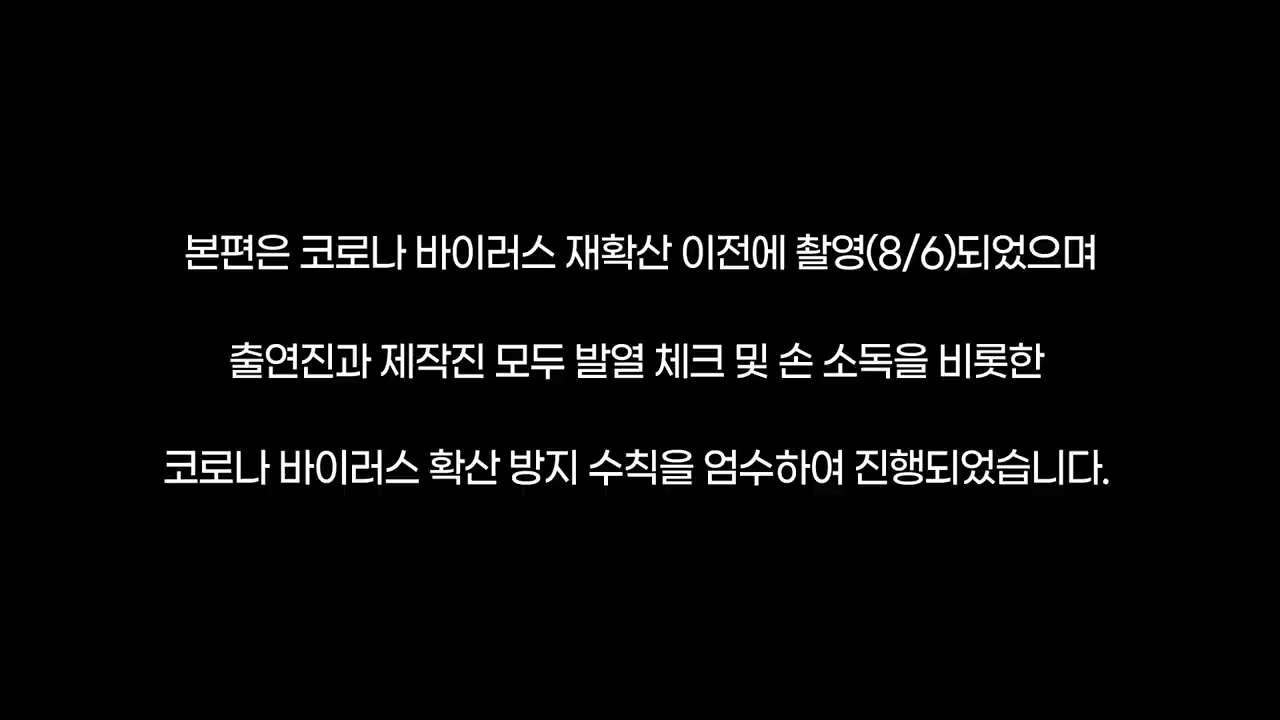 본편은 코로나 바이러스 재확산 이전에 촬영(8/6)되었으며
출연진과 제작진 모두 발열 체크 및 손 소독을 비롯한
코로나 바이러스 확산 방지 수칙을 엄수하여 진행되었습니다.